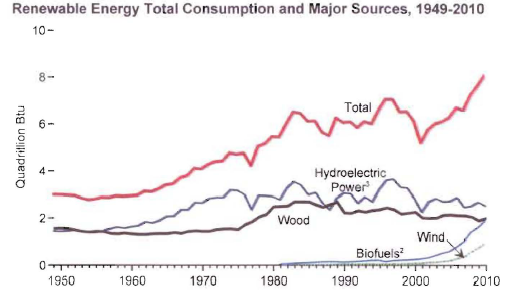 Renewable Energy Total Consumption and Major Sources, 1949-2010
10
8
6
4
2
0
Quadrillion Btu
Total
Hydroelectric
Power³
Wood
Wind
Biofuels²
1950 1960 1970 1980 1990 2000 2010